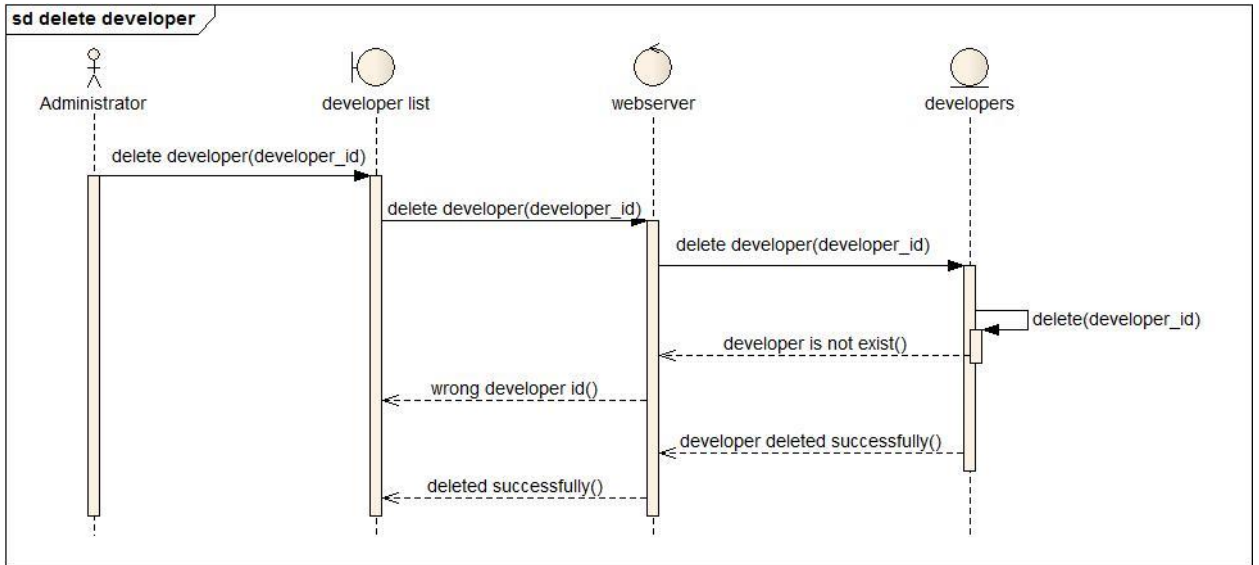 sd delete developer
Administrator
developer list
webserver
developers
delete developer(developer_id)
delete developer(developer_id)
delete developer(developer_id)
delete(developer_id)
developer is not exist()
wrong developer id()
developer deleted successfully()
deleted successfully()